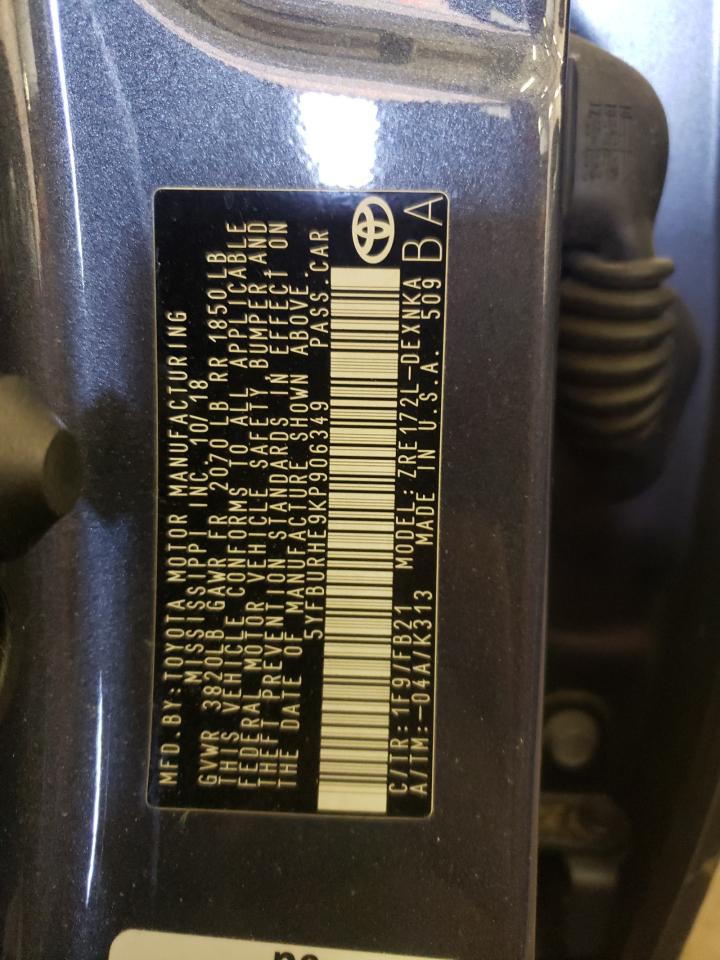 MFD.BY:TOYOTA MOTOR MANUFACTURING
MISSISSIPPI INC. 10/18
GVWR 3820LB GAWR FR 2070LB RR 1850LB
THIS VEHICLE CONFORMS TO ALL APPLICABLE
FEDERAL MOTOR VEHICLE SAFETY, BUMPER AND
THEFT PREVENTION STANDARDS IN EFFECT ON
THE DATE OF MANUFACTURE SHOWN ABOVE.
5YFBURHE9KP906349 PASS.CAR
C/TR:1F9/FB21 MODEL:ZRE172L-DEXNKA
A/TM:-04A/K313 MADE IN U.S.A. 509
BA